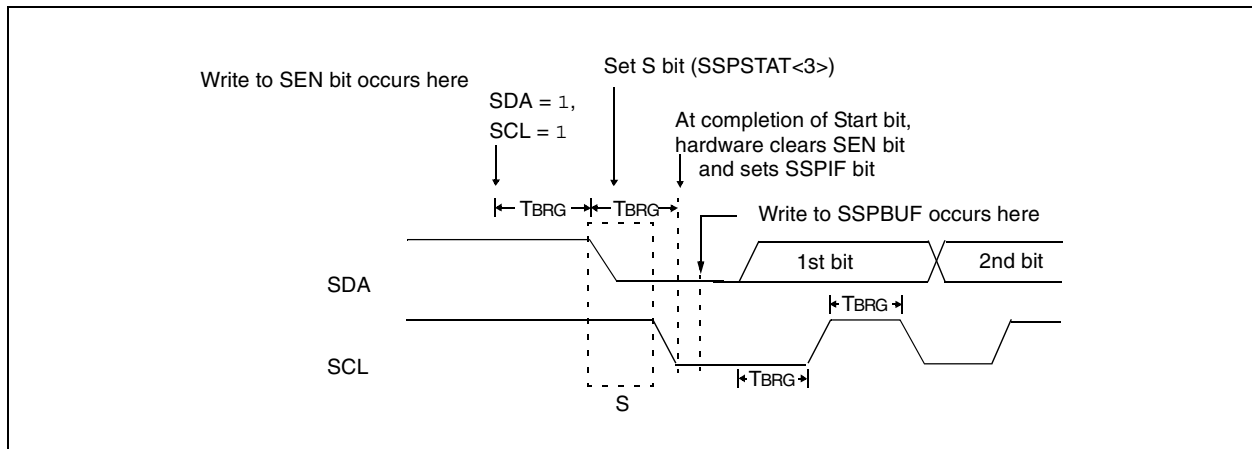 Write to SEN bit occurs here
Set S bit (SSPSTAT<3>)
SDA = 1,
SCL = 1
At completion of Start bit,
hardware clears SEN bit
and sets SSPIF bit
TBRG
TBRG
Write to SSPBUF occurs here
SDA
1st bit
2nd bit
TBRG
SCL
TBRG
S